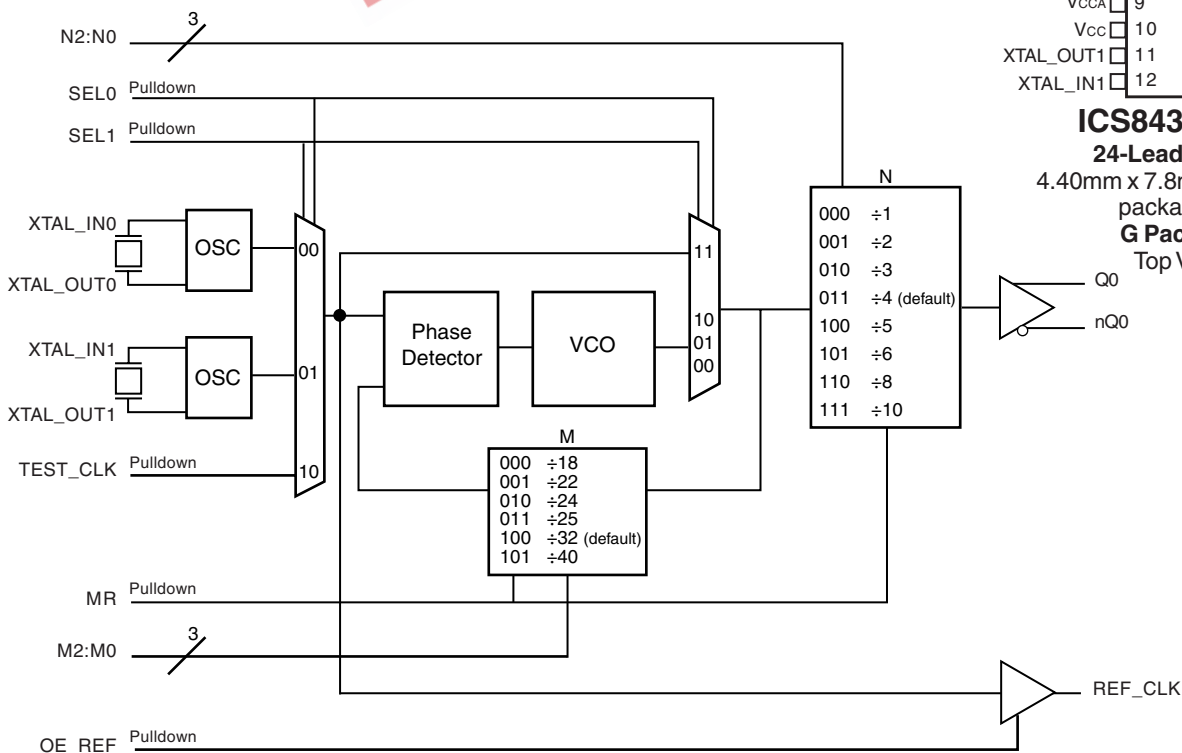 3
N2:N0
SEL0 Pulldown
SEL1 Pulldown
XTAL_IN0
OSC
XTAL_OUT0
XTAL_IN1
OSC
XTAL_OUT1
TEST_CLK Pulldown
00
01
10
Phase
Detector
VCO
11
10
01
00
M
000 ÷18
001 ÷22
010 ÷24
011 ÷25
100 ÷32 (default)
101 ÷40
N
000 ÷1
001 ÷2
010 ÷3
011 ÷4 (default)
100 ÷5
101 ÷6
110 ÷8
111 ÷10
Q0
nQ0
MR Pulldown
3
M2:M0
REF_CLK
OE_REF Pulldown
VCCA 9
VCC 10
XTAL_OUT1 11
XTAL_IN1 12
ICS843
24-Lead
4.40mm x 7.8m
packa
G Pac
Top V